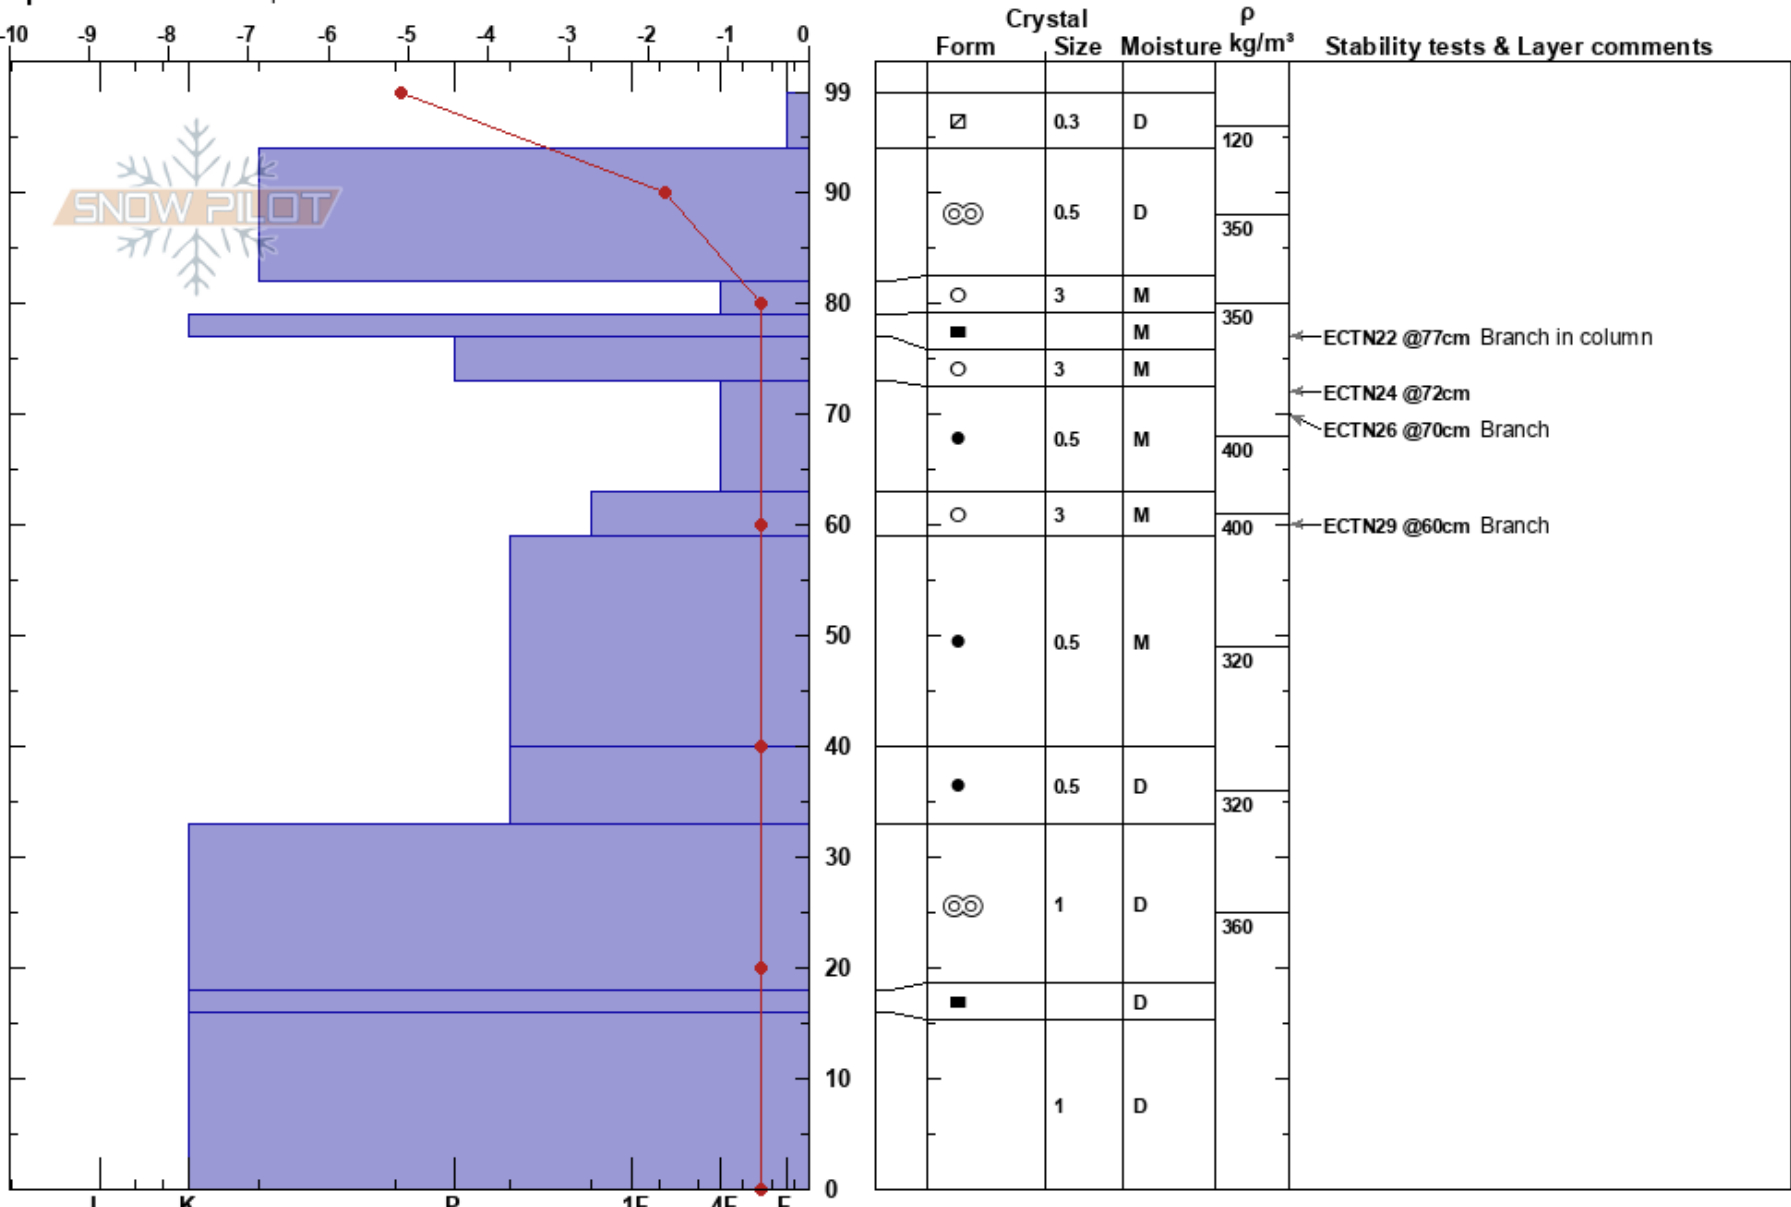 Crystal ρ
-10 -9 -8 -7 -6 -5 -4 -3 -2 -1 0 Form Size Moisture kg/m³ Stability tests & Layer comments
99
0.3 D
120
SNOW PILOT
90
0.5 D
350
3 M
80
350
M
ECTN22 @77cm Branch in column
3 M
ECTN24 @72cm
70
ECTN26 @70cm Branch
0.5 M
400
3 M
60
400
ECTN29 @60cm Branch
50
0.5 M
320
40
0.5 D
320
30
1 D
360
20
D
10
1 D
0
I K P 1F 4F F